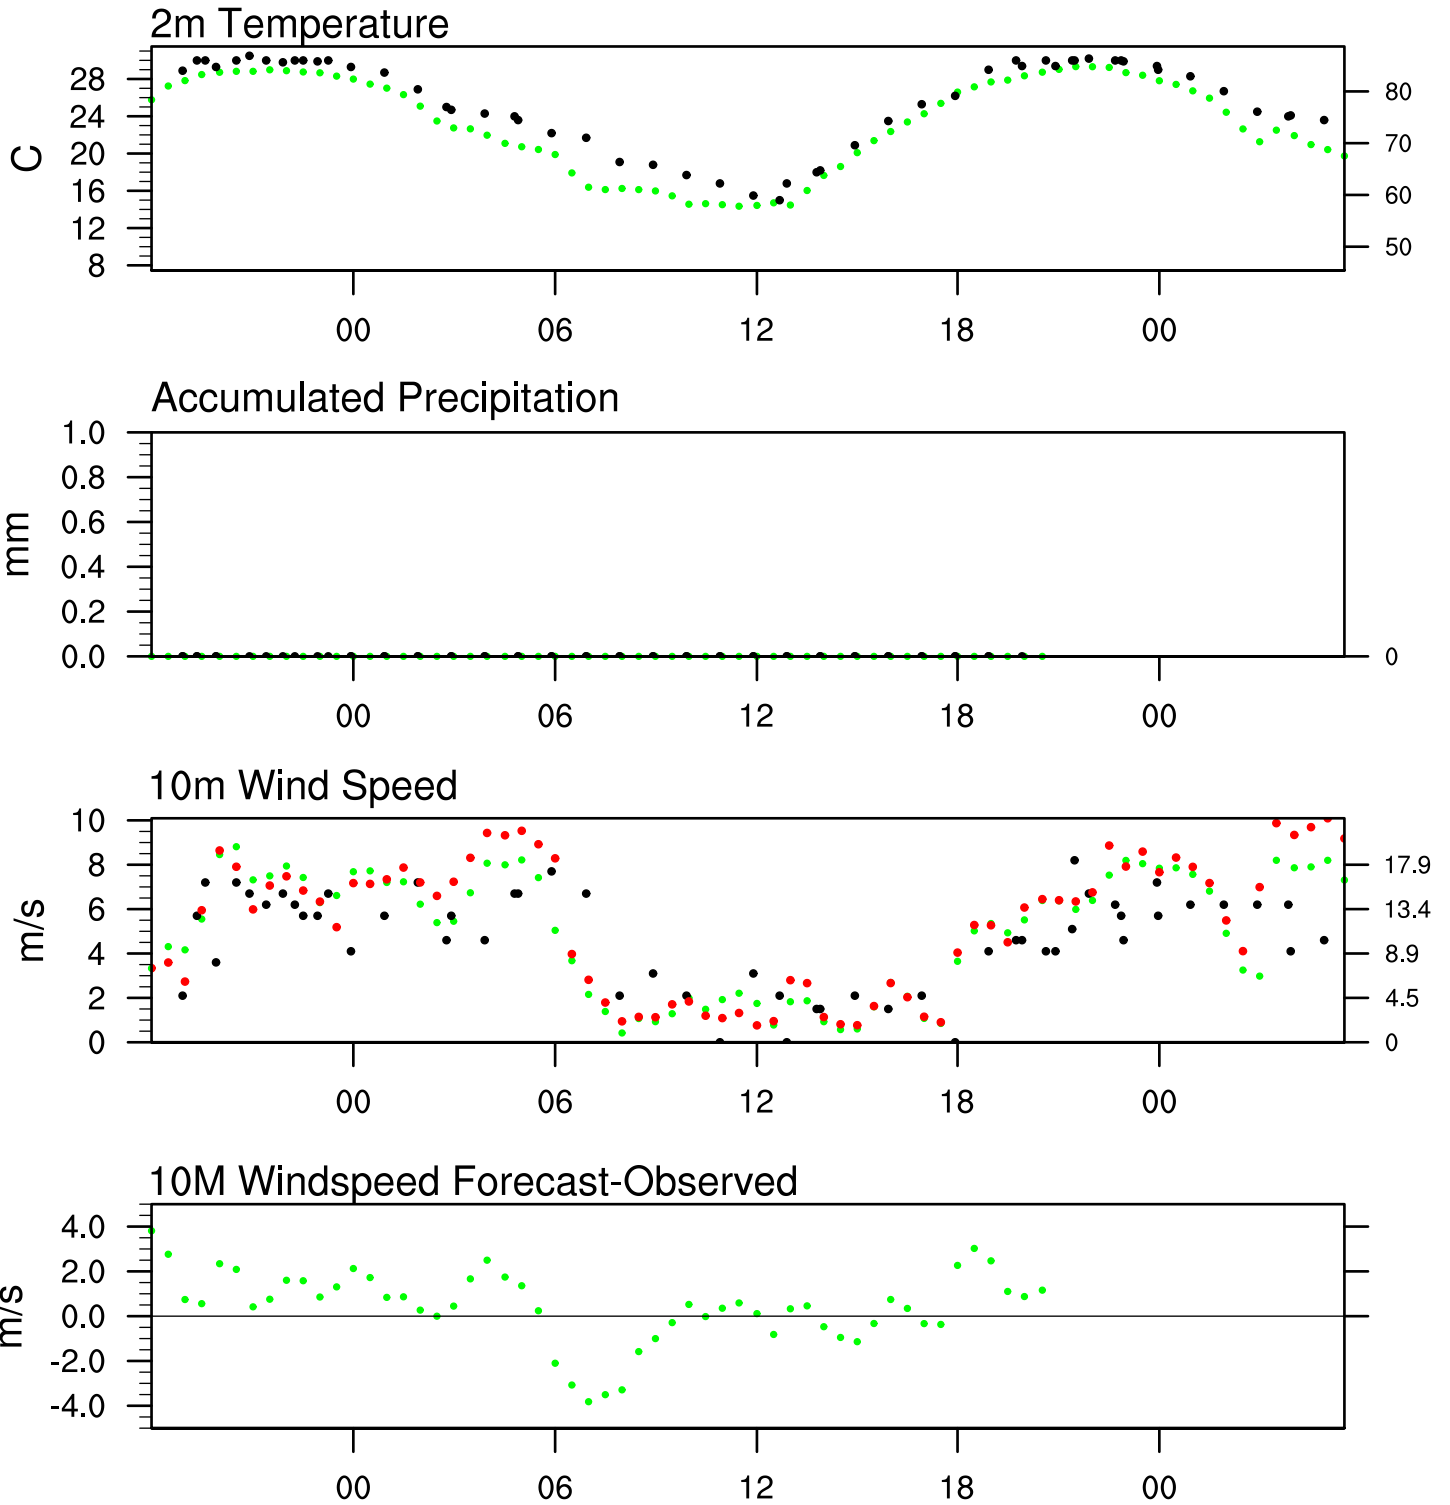 2m Temperature
28
24
20
16
12
8
C
80
70
60
50
00 06 12 18 00
Accumulated Precipitation
1.0
0.8
0.6
0.4
0.2
0.0
mm
0
00 06 12 18 00
10m Wind Speed
10
8
6
4
2
0
m/s
17.9
13.4
8.9
4.5
0
00 06 12 18 00
10M Windspeed Forecast-Observed
4.0
2.0
0.0
-2.0
-4.0
m/s
00 06 12 18 00